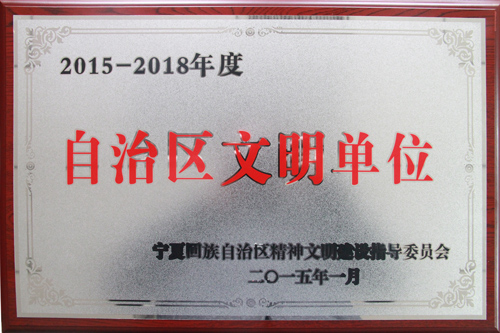 2015-2018年度
自治区文明单位
宁夏回族自治区精神文明建设指导委员会
二〇一五年一月